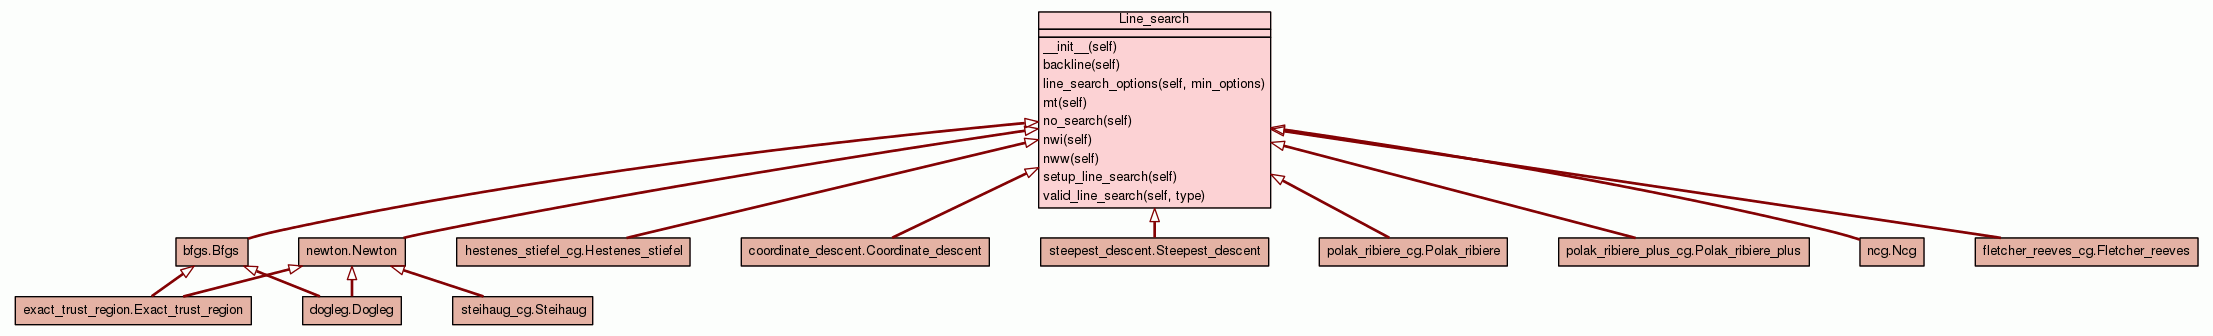 Line_search
__init__(self)
backline(self)
line_search_options(self, min_options)
mt(self)
no_search(self)
nwi(self)
nww(self)
setup_line_search(self)
valid_line_search(self, type)
bfgs.Bfgs
newton.Newton
hestenes_stiefel_cg.Hestenes_stiefel
coordinate_descent.Coordinate_descent
steepest_descent.Steepest_descent
polak_ribiere_cg.Polak_ribiere
polak_ribiere_plus_cg.Polak_ribiere_plus
ncg.Ncg
fletcher_reeves_cg.Fletcher_reeves
exact_trust_region.Exact_trust_region
dogleg.Dogleg
steihaug_cg.Steihaug